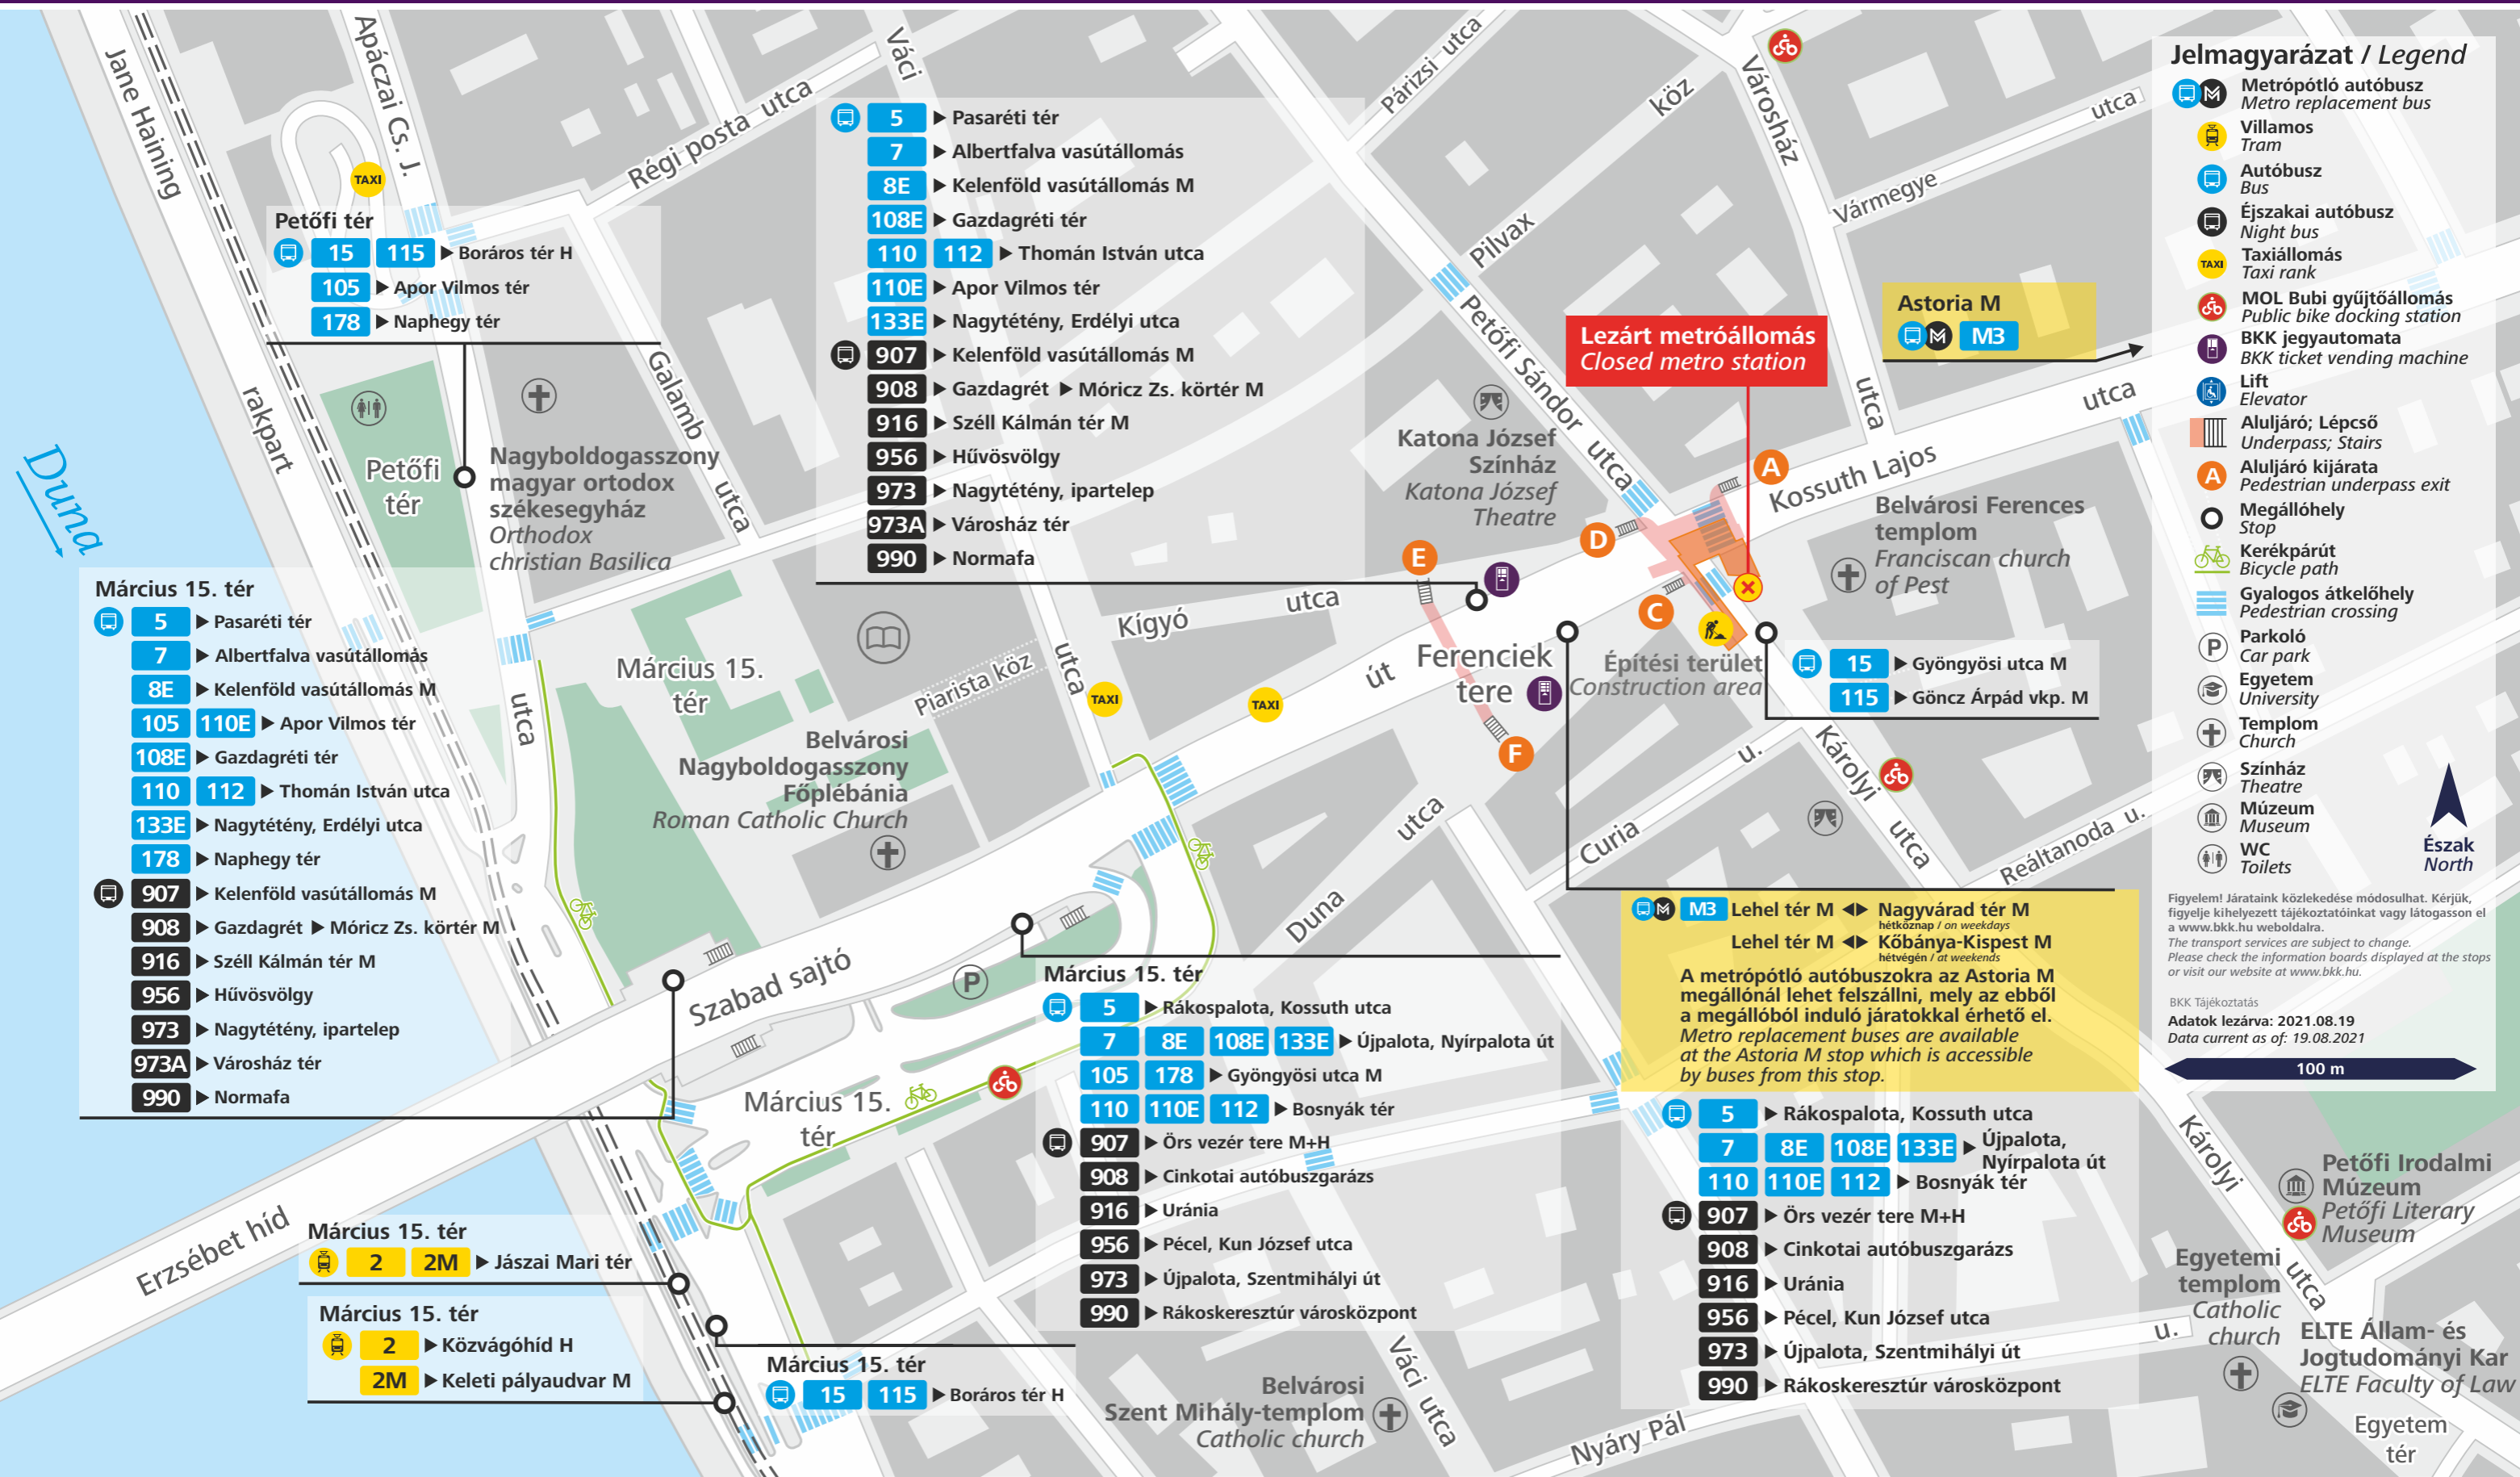 Jane Haining
rakpart
Apáczai Cs. J.
utca
Váci
utca
Régi posta utca
Galamb
utca
Párizsi utca
Pilvax
köz
Városház
utca
Vármegye
utca
Petőfi Sándor utca
Kossuth Lajos
utca
Duna
TAXI
Petőfi tér
15 115 Boráros tér H
105 Apor Vilmos tér
178 Naphegy tér
Petőfi
tér
Nagyboldogasszony
magyar ortodox
székesegyház
Orthodox
christian Basilica
5 Pasaréti tér
7 Albertfalva vasútállomás
8E Kelenföld vasútállomás M
108E Gazdagréti tér
110 112 Thomán István utca
110E Apor Vilmos tér
133E Nagytétény, Erdélyi utca
907 Kelenföld vasútállomás M
908 Gazdagrét Móricz Zs. körtér M
916 Széll Kálmán tér M
956 Hűvösvölgy
973 Nagytétény, ipartelep
973A Városház tér
990 Normafa
Lezárt metróállomás
Closed metro station
Astoria M
M M3
Katona József
Színház
Katona József
Theatre
A
D
E
C
F
Belvárosi Ferences
templom
Franciscan church
of Pest
Építési terület
Construction area
15 Gyöngyösi utca M
115 Göncz Árpád vkp. M
Ferenciek
tere
Kígyó
utca
út
Piarista köz
TAXI
TAXI
Március 15.
tér
Belvárosi
Nagyboldogasszony
Főplébánia
Roman Catholic Church
Március 15. tér
5 Pasaréti tér
7 Albertfalva vasútállomás
8E Kelenföld vasútállomás M
105 110E Apor Vilmos tér
108E Gazdagréti tér
110 112 Thomán István utca
133E Nagytétény, Erdélyi utca
178 Naphegy tér
907 Kelenföld vasútállomás M
908 Gazdagrét Móricz Zs. körtér M
916 Széll Kálmán tér M
956 Hűvösvölgy
973 Nagytétény, ipartelep
973A Városház tér
990 Normafa
Szabad sajtó
P
Március 15.
tér
Duna
utca
Curia
u.
Károlyi
utca
Reáltanoda u.
Március 15. tér
5 Rákospalota, Kossuth utca
7 8E 108E 133E Újpalota, Nyírpalota út
105 178 Gyöngyösi utca M
110 110E 112 Bosnyák tér
907 Örs vezér tere M+H
908 Cinkotai autóbuszgarázs
916 Uránia
956 Pécel, Kun József utca
973 Újpalota, Szentmihályi út
990 Rákoskeresztúr városközpont
M M3 Lehel tér M Nagyvárad tér M
hétköznap / on weekdays
Lehel tér M Kőbánya-Kispest M
hétvégén / at weekends
A metrópótló autóbuszokra az Astoria M
megállónál lehet felszállni, mely az ebből
a megállóból induló járatokkal érhető el.
Metro replacement buses are available
at the Astoria M stop which is accessible
by buses from this stop.
5 Rákospalota, Kossuth utca
7 8E 108E 133E Újpalota,
Nyírpalota út
110 110E 112 Bosnyák tér
907 Örs vezér tere M+H
908 Cinkotai autóbuszgarázs
916 Uránia
956 Pécel, Kun József utca
973 Újpalota, Szentmihályi út
990 Rákoskeresztúr városközpont
Erzsébet híd
Március 15. tér
2 2M Jászai Mari tér
Március 15. tér
2 Közvágóhíd H
2M Keleti pályaudvar M
Március 15. tér
15 115 Boráros tér H
Belvárosi
Szent Mihály-templom
Catholic church
Váci utca
Nyáry Pál
u.
Károlyi
utca
Petőfi Irodalmi
Múzeum
Petőfi Literary
Museum
Egyetemi
templom
Catholic
church
ELTE Állam- és
Jogtudományi Kar
ELTE Faculty of Law
Egyetem
tér
Jelmagyarázat / Legend
M Metrópótló autóbusz
Metro replacement bus
Villamos
Tram
Autóbusz
Bus
Éjszakai autóbusz
Night bus
TAXI Taxiállomás
Taxi rank
MOL Bubi gyűjtőállomás
Public bike docking station
BKK jegyautomata
BKK ticket vending machine
Lift
Elevator
Aluljáró; Lépcső
Underpass; Stairs
A Aluljáró kijárata
Pedestrian underpass exit
Megállóhely
Stop
Kerékpárút
Bicycle path
Gyalogos átkelőhely
Pedestrian crossing
P Parkoló
Car park
Egyetem
University
Templom
Church
Színház
Theatre
Múzeum
Museum
WC
Toilets
Észak
North
Figyelem! Járataink közlekedése módosulhat. Kérjük,
figyelje kihelyezett tájékoztatóinkat vagy látogasson el
a www.bkk.hu weboldalra.
The transport services are subject to change.
Please check the information boards displayed at the stops
or visit our website at www.bkk.hu.
BKK Tájékoztatás
Adatok lezárva: 2021.08.19
Data current as of: 19.08.2021
100 m